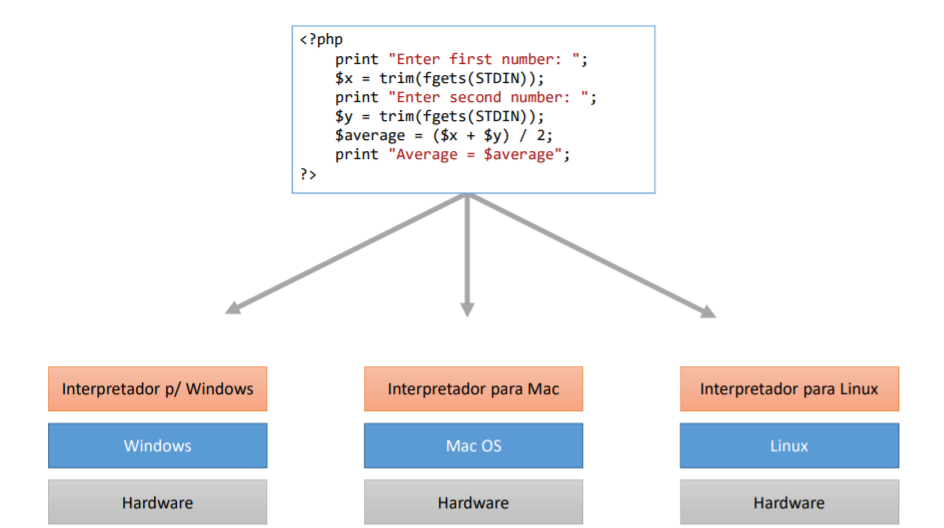 <?php
print "Enter first number: ";
$x = trim(fgets(STDIN));
print "Enter second number: ";
$y = trim(fgets(STDIN));
$average = ($x + $y) / 2;
print "Average = $average";
?>
Interpretador p/ Windows
Interpretador para Mac
Interpretador para Linux
Windows
Mac OS
Linux
Hardware
Hardware
Hardware